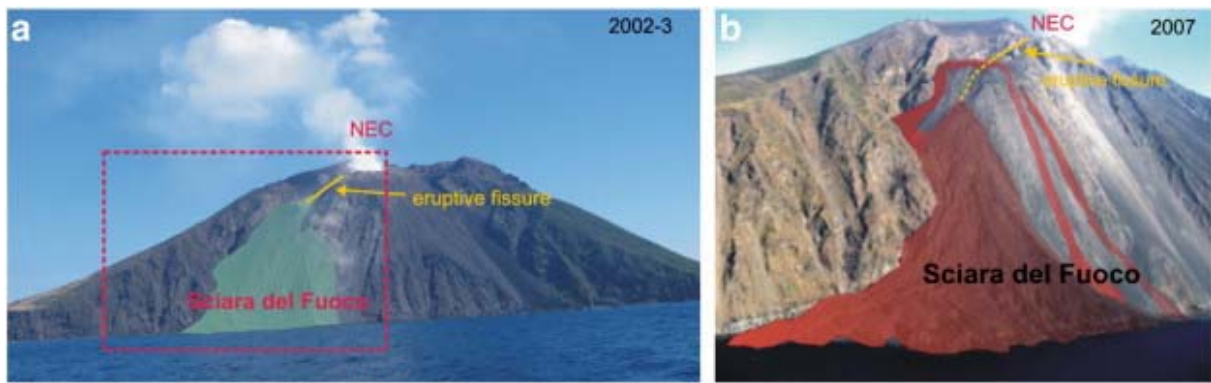 a
2002-3
NEC
eruptive fissure
Sciara del Fuoco
b
NEC
2007
eruptive fissure
Sciara del Fuoco